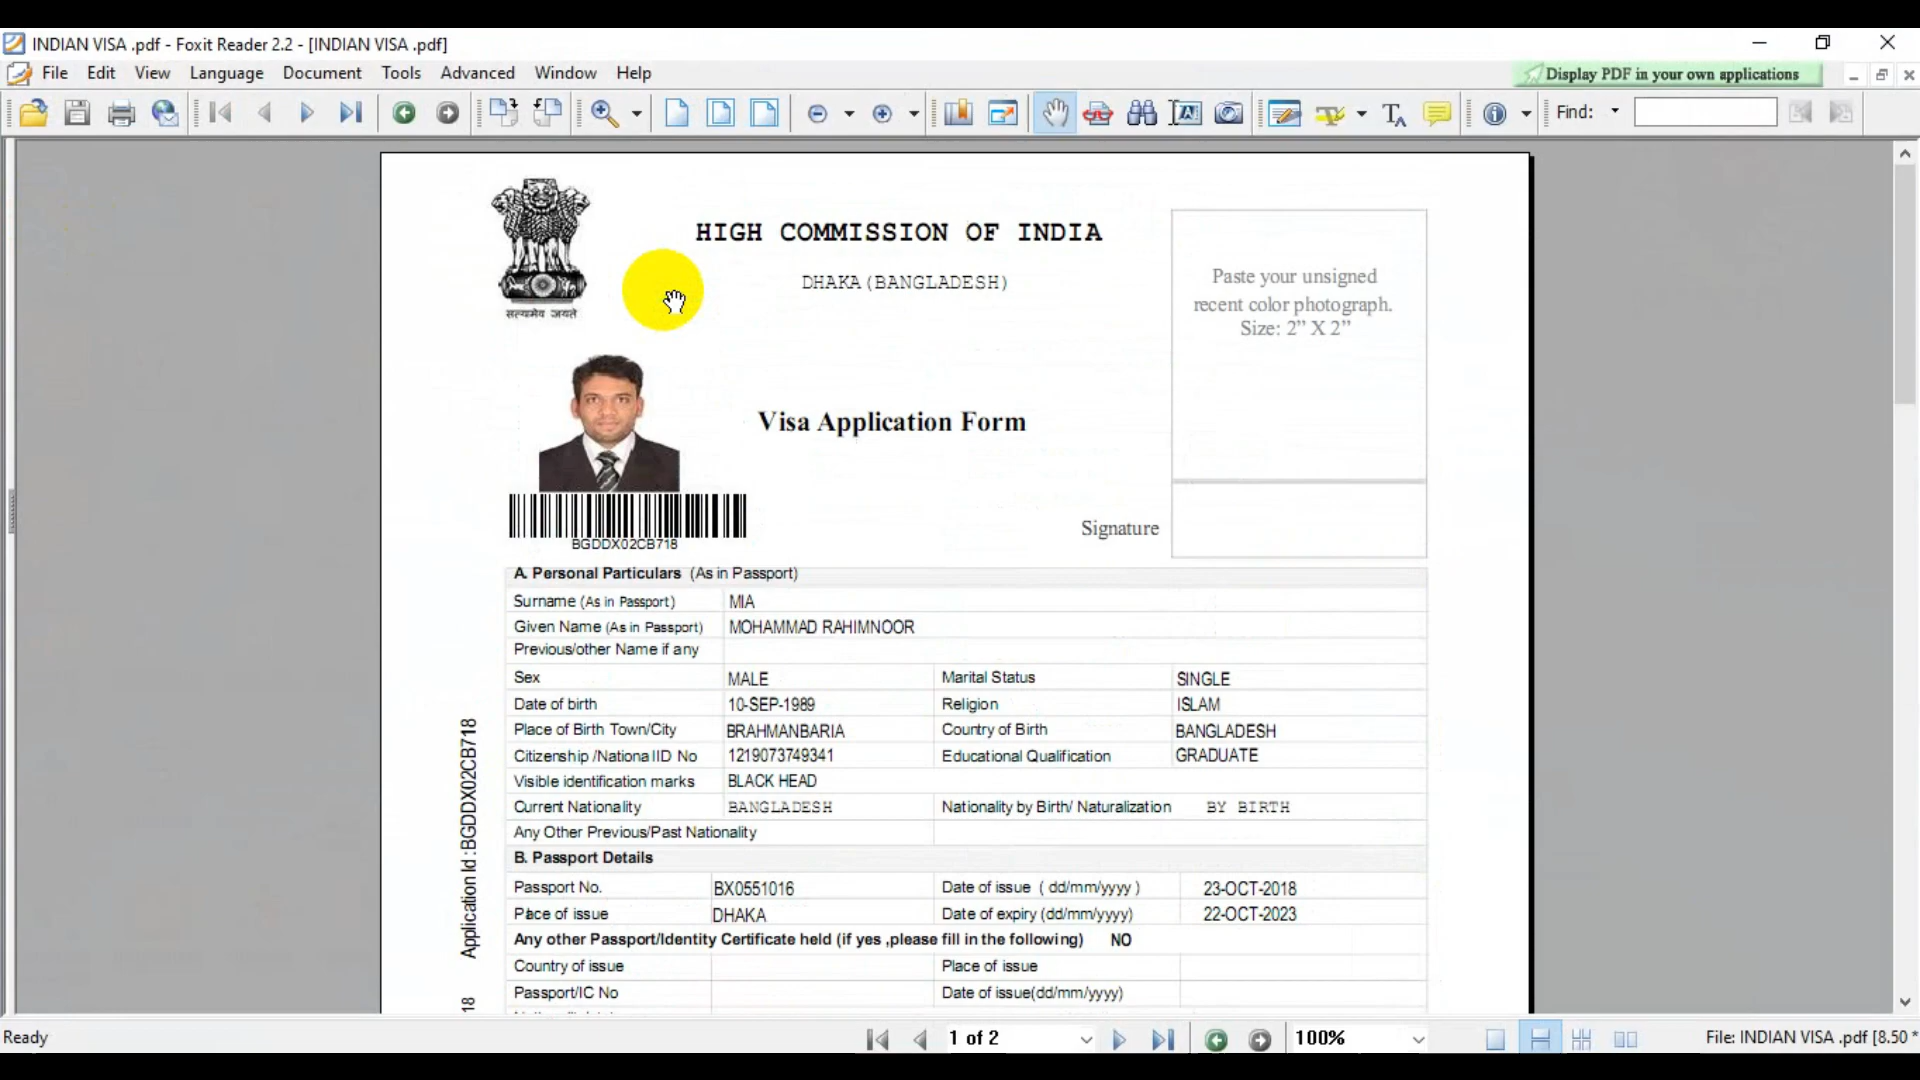 INDIAN VISA .pdf - Foxit Reader 2.2 - [INDIAN VISA .pdf]
File Edit View Language Document Tools Advanced Window Help
Display PDF in your own applications
Find:
HIGH COMMISSION OF INDIA
DHAKA(BANGLADESH)
सत्यमेव जयते
Paste your unsigned
recent color photograph.
Size: 2” X 2”
Visa Application Form
Signature
BGDDX02CB718
A. Personal Particulars (As in Passport)
Surname (As in Passport) MIA
Given Name (As in Passport) MOHAMMAD RAHIMNOOR
Previous/other Name if any
Sex MALE Marital Status SINGLE
Date of birth 10-SEP-1989 Religion ISLAM
Place of Birth Town/City BRAHMANBARIA Country of Birth BANGLADESH
Citizenship /National ID No 1219073749341 Educational Qualification GRADUATE
Visible identification marks BLACK HEAD
Current Nationality BANGLADESH Nationality by Birth/ Naturalization BY BIRTH
Any Other Previous/Past Nationality
B. Passport Details
Passport No. BX0551016 Date of issue ( dd/mm/yyyy ) 23-OCT-2018
Place of issue DHAKA Date of expiry (dd/mm/yyyy) 22-OCT-2023
Any other Passport/Identity Certificate held (if yes ,please fill in the following) NO
Country of issue Place of issue
Passport/IC No Date of issue(dd/mm/yyyy)
Application Id :BGDDX02CB718
18
Ready
1 of 2
100%
File: INDIAN VISA .pdf [8.50 *